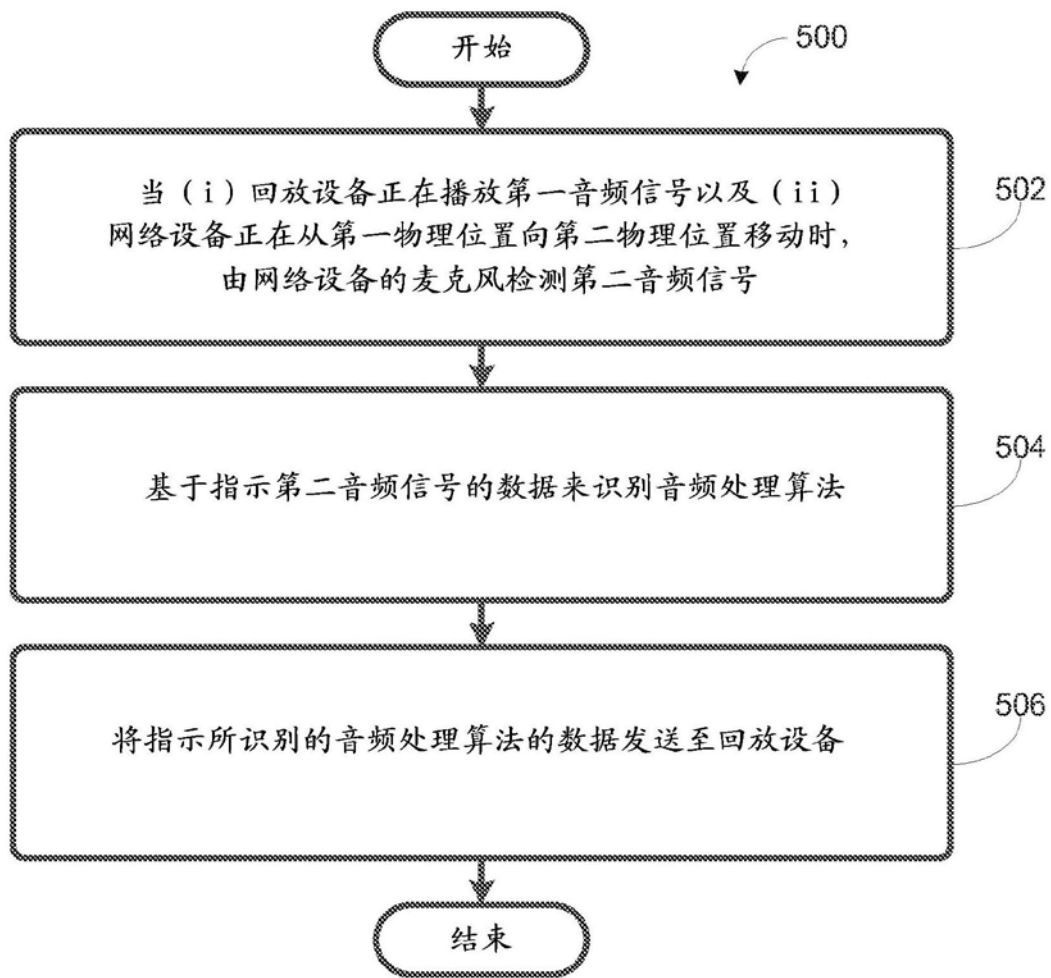 开始
500
当（i）回放设备正在播放第一音频信号以及（ii）
网络设备正在从第一物理位置向第二物理位置移动时，
由网络设备的麦克风检测第二音频信号
502
基于指示第二音频信号的数据来识别音频处理算法
504
将指示所识别的音频处理算法的数据发送至回放设备
506
结束